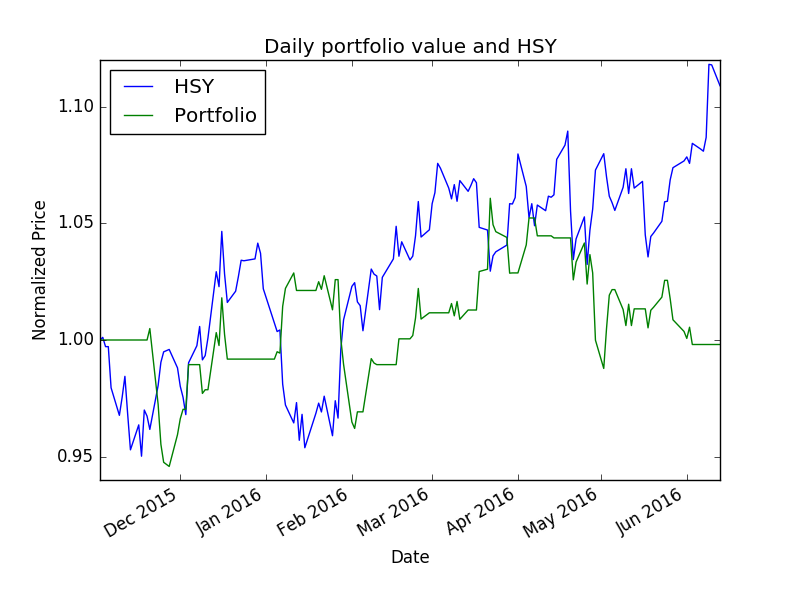 Daily portfolio value and HSY
HSY
Portfolio
1.10
1.05
1.00
0.95
Normalized Price
Dec 2015
Jan 2016
Feb 2016
Mar 2016
Apr 2016
May 2016
Jun 2016
Date